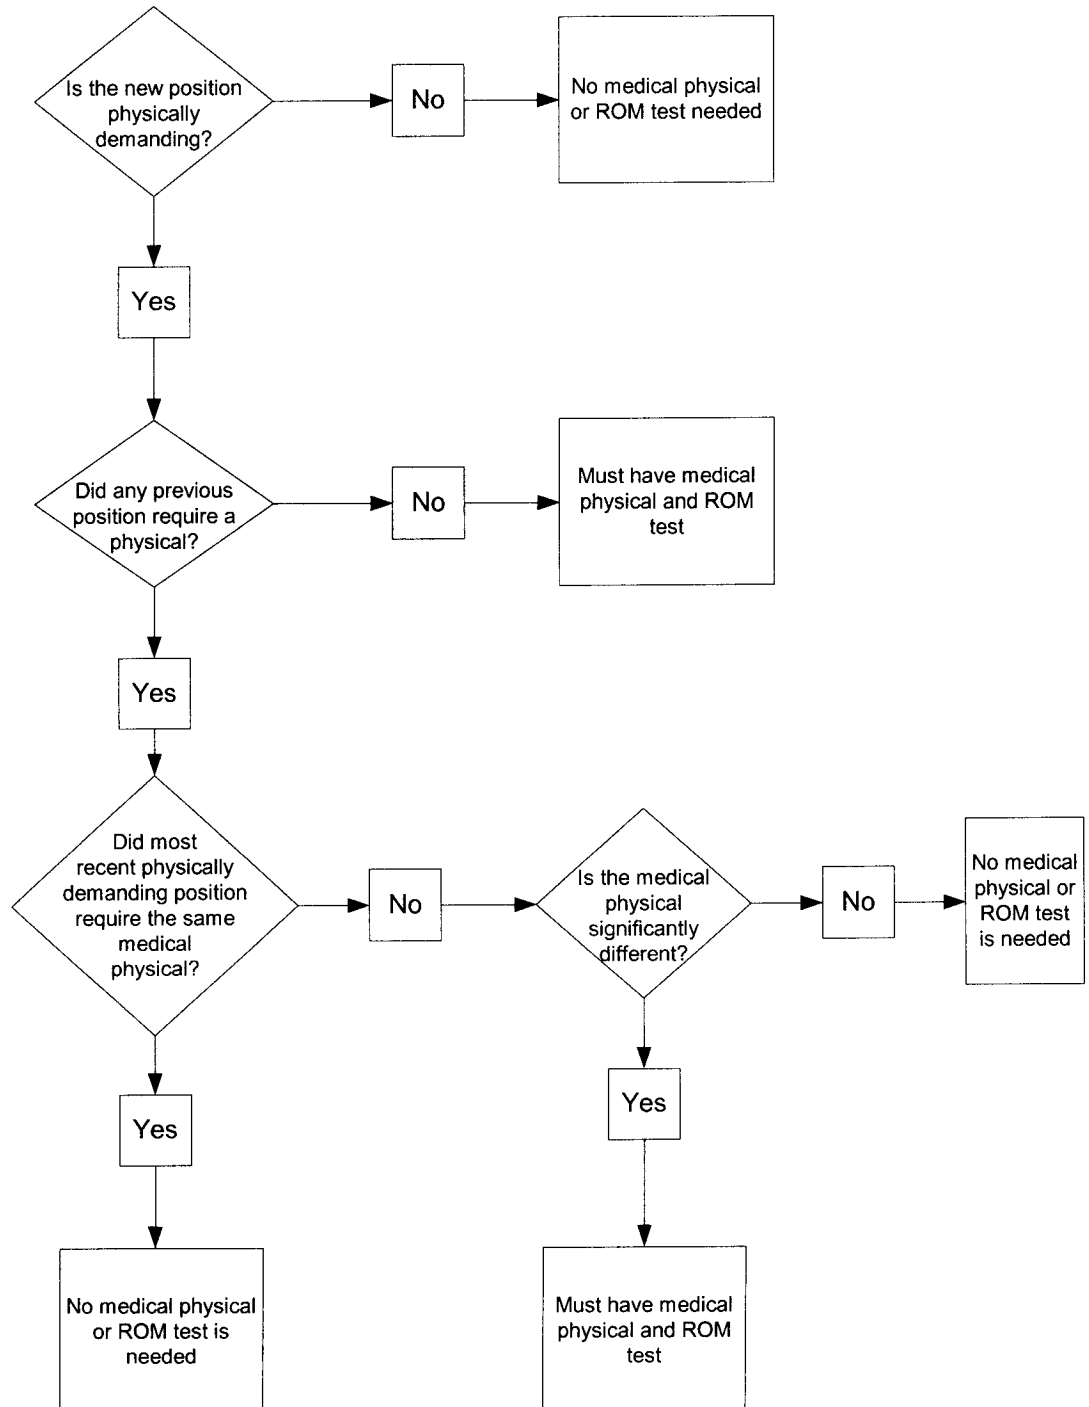 Is the new position
physically
demanding?
No
No medical physical
or ROM test needed
Yes
Did any previous
position require a
physical?
No
Must have medical
physical and ROM
test
Yes
Did most
recent physically
demanding position
require the same
medical
physical?
No
Is the medical
physical
significantly
different?
No
No medical
physical or
ROM test
is needed
Yes
No medical physical
or ROM test is
needed
Yes
Must have medical
physical and ROM
test